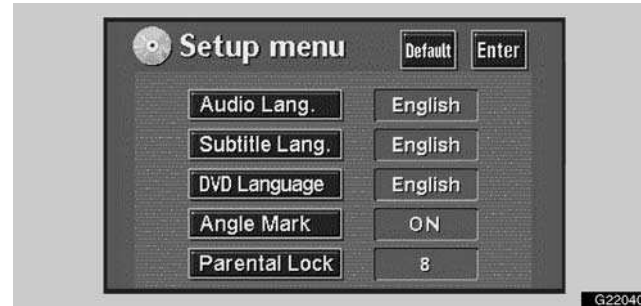 Setup menu Default Enter
Audio Lang. English
Subtitle Lang. English
DVD Language English
Angle Mark ON
Parental Lock 8
G22040